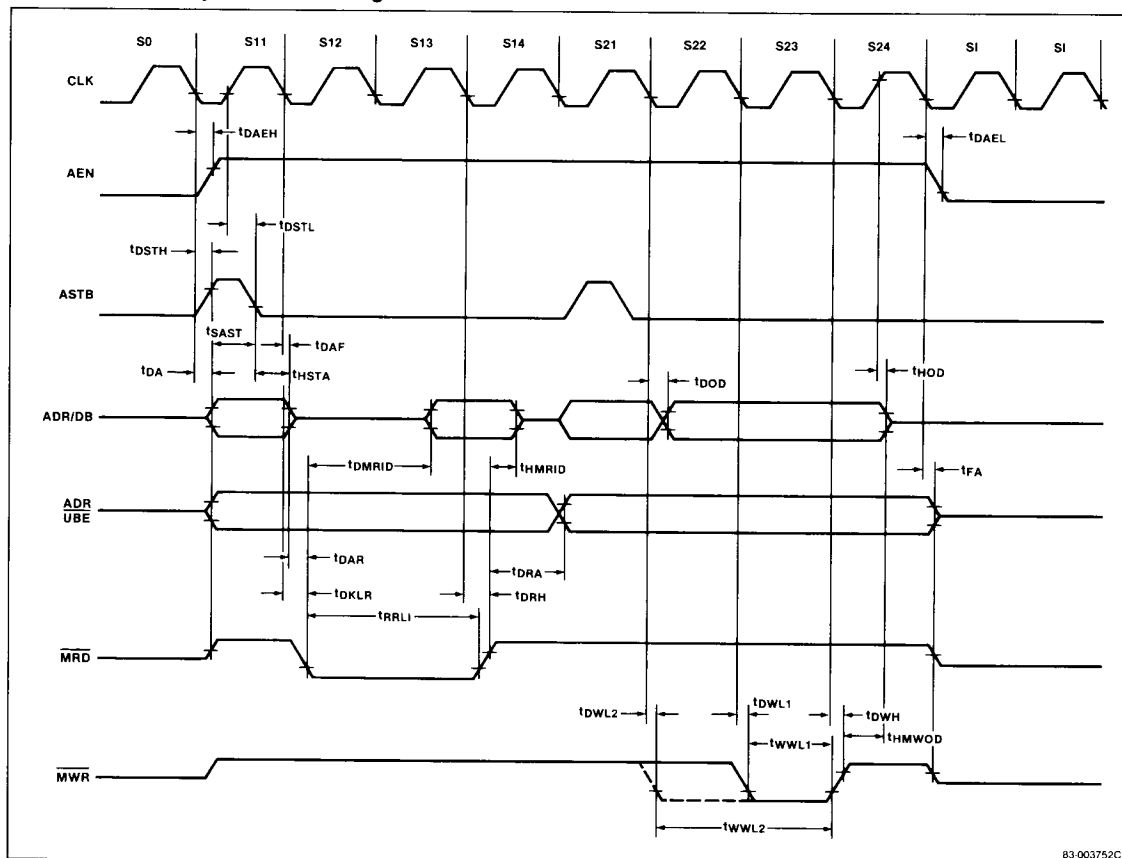 S0 S11 S12 S13 S14 S21 S22 S23 S24 SI SI
CLK
tDAEH
tDAEL
AEN
tDSTL
tDSTH
ASTB
tSAST
tDAF
tDA
tHSTA
tDOD
tHOD
ADR/DB
tDMRID
tHMRID
tFA
ADR
UBE
tDAR
tDRA
tDKLR
tDRH
tRRLI
MRD
tDWL2
tDWL1
tDWH
tWWL1
tHMWOD
MWR
tWWL2
83-003752C